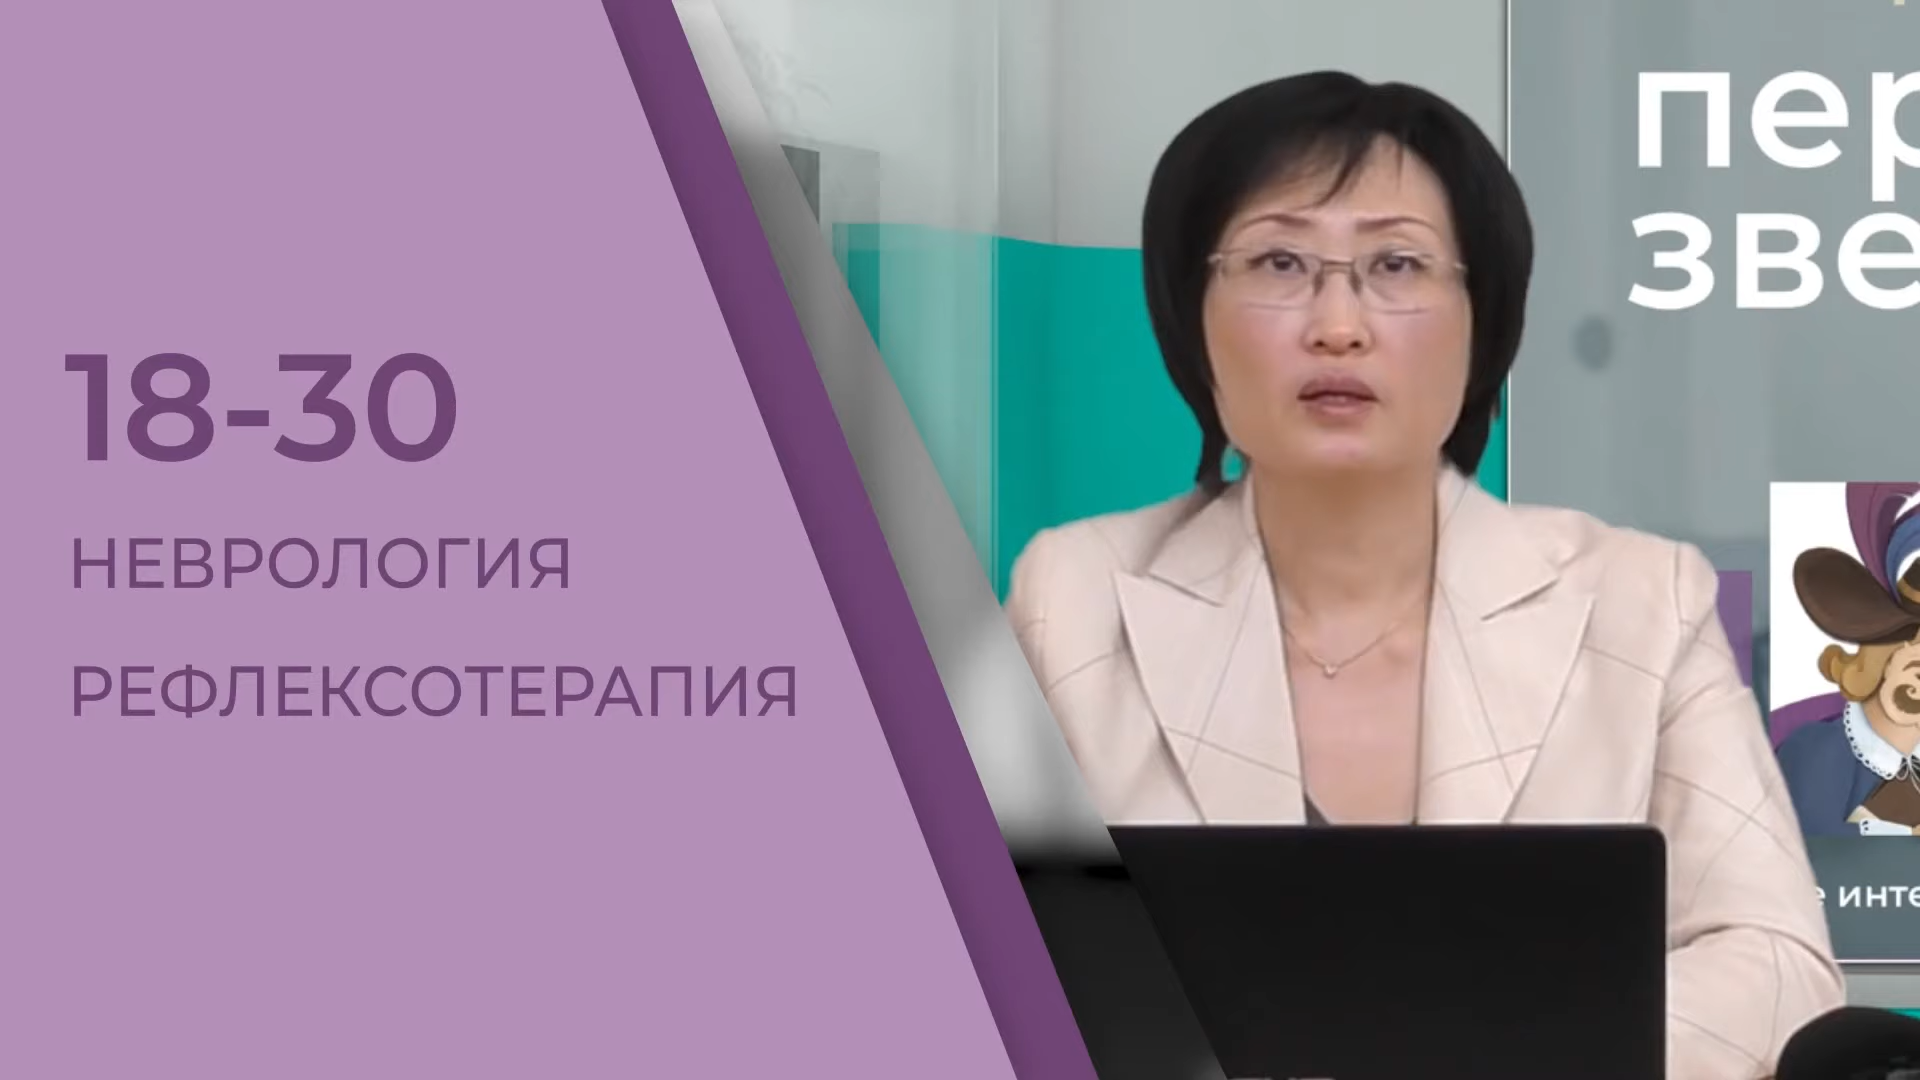 18-30
НЕВРОЛОГИЯ
РЕФЛЕКСОТЕРАПИЯ
пер
зве
е инте